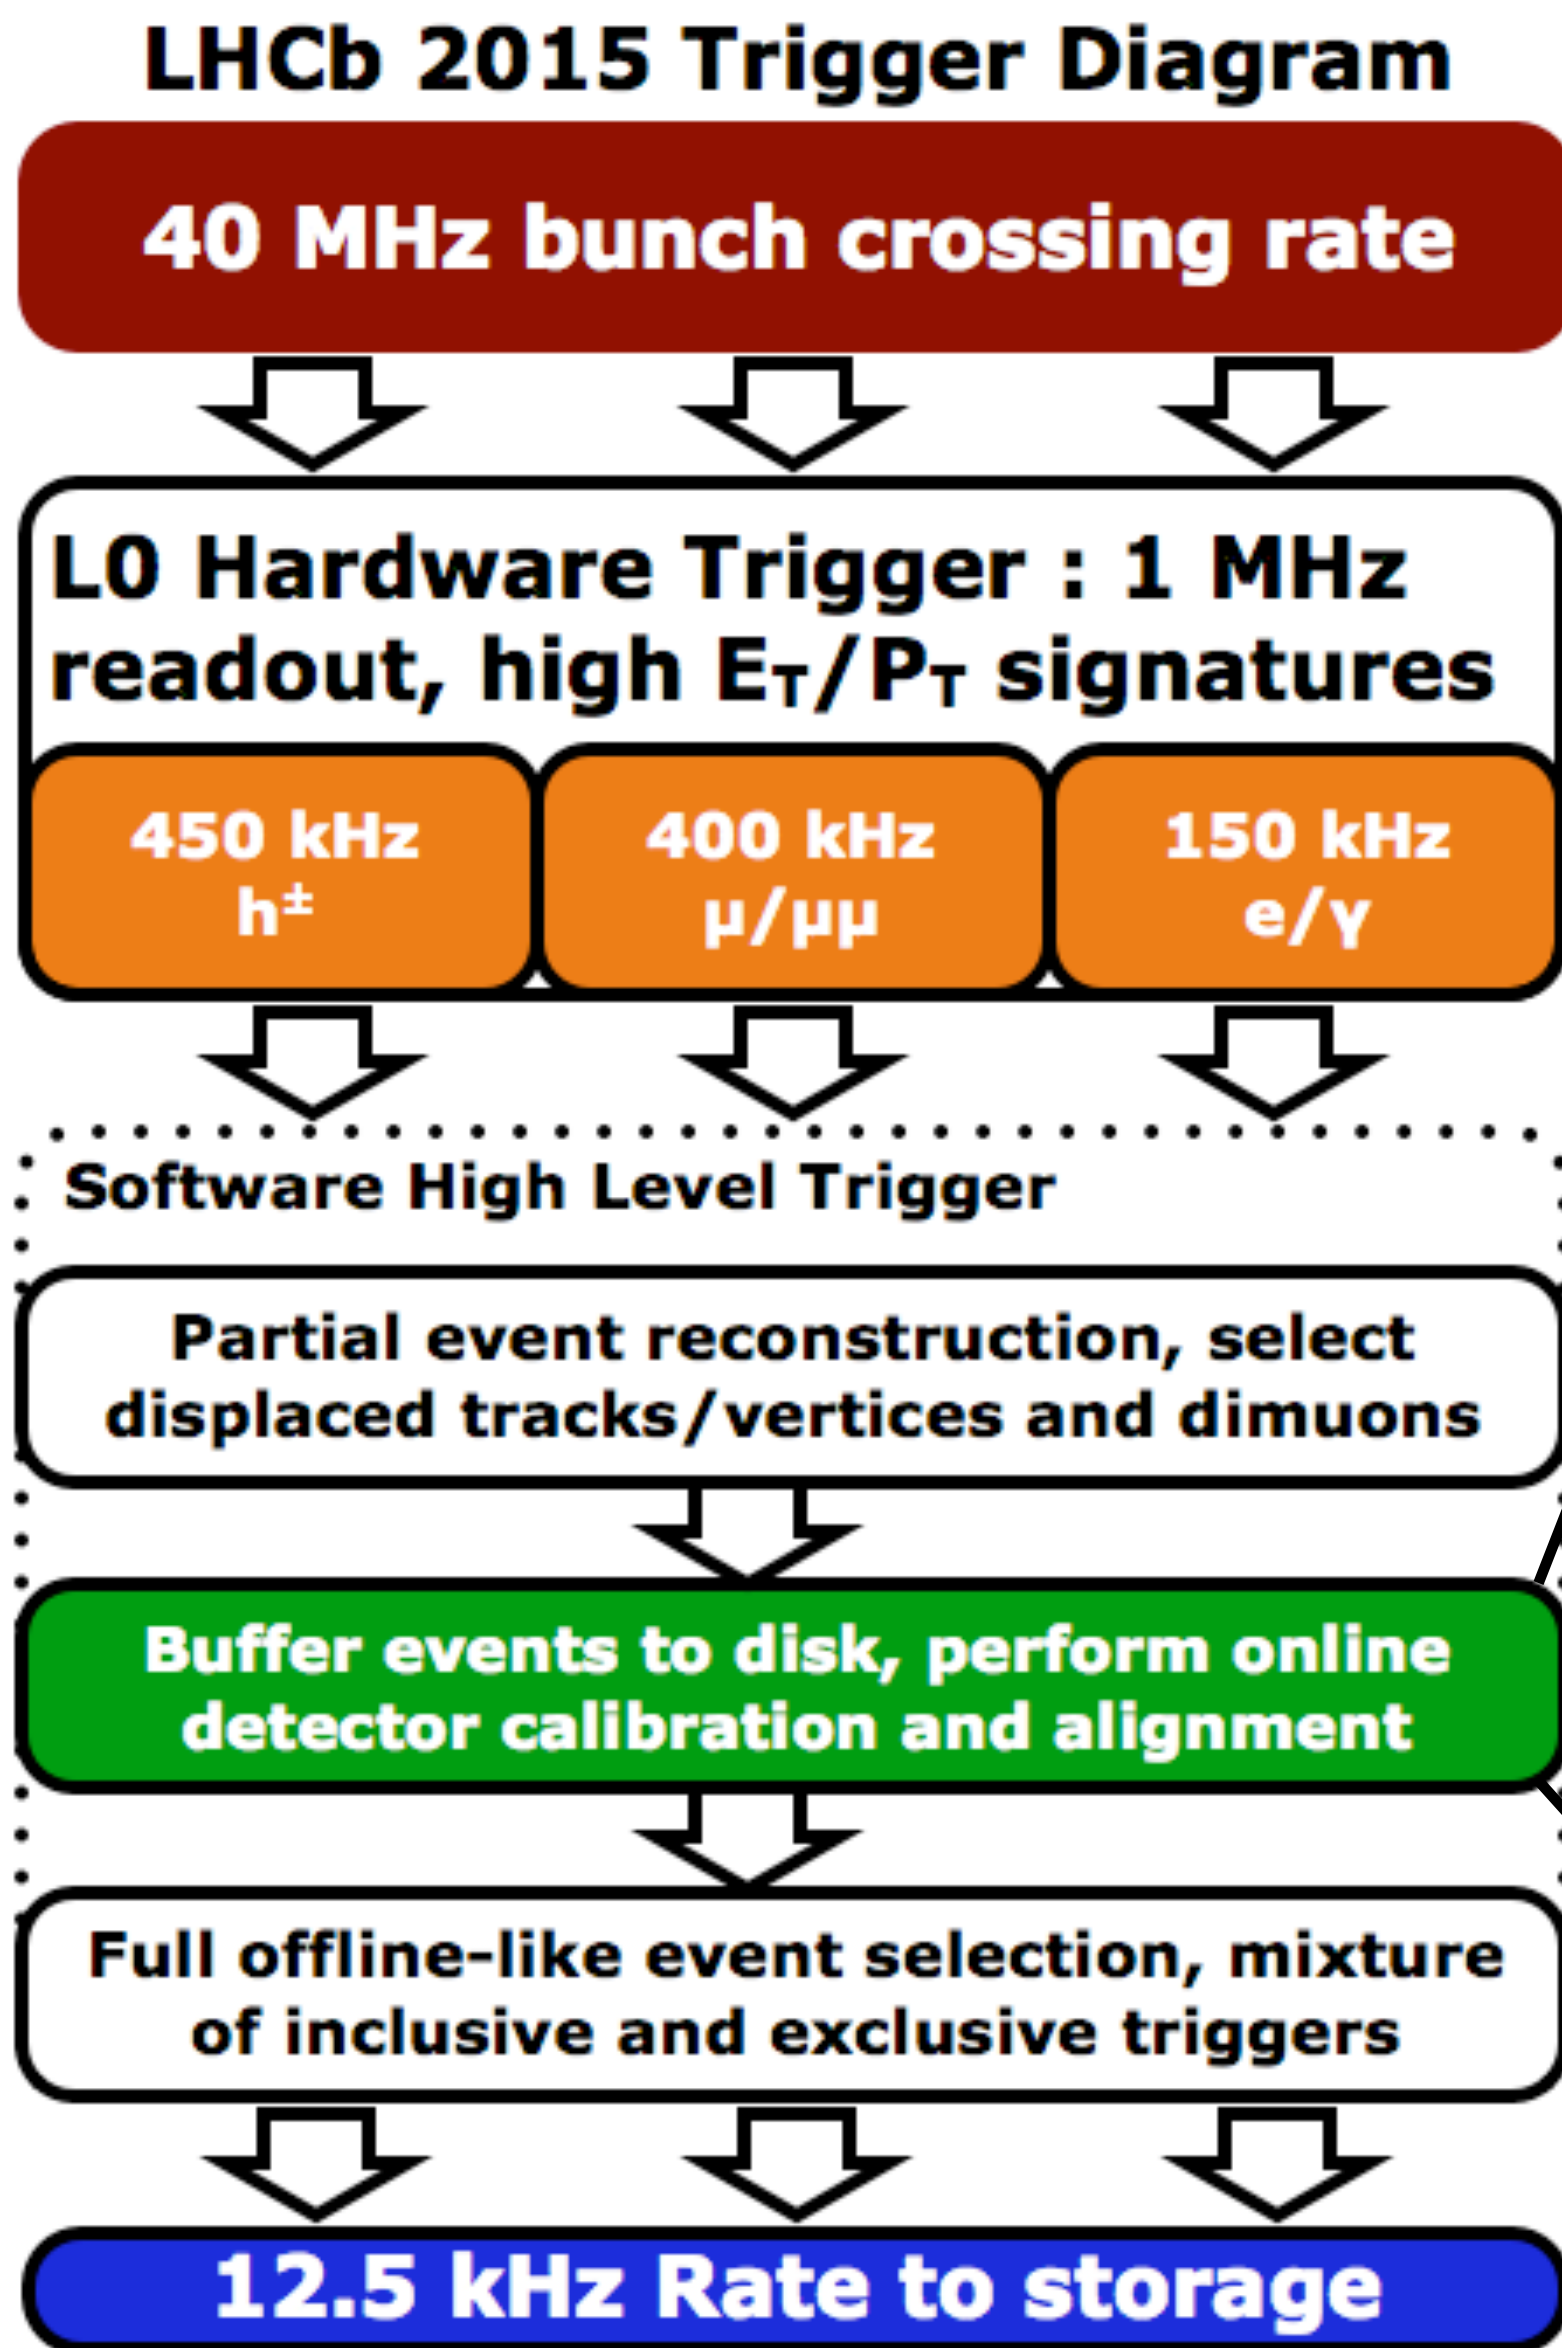 LHCb 2015 Trigger Diagram
40 MHz bunch crossing rate
L0 Hardware Trigger : 1 MHz
readout, high ET/PT signatures
450 kHz
h±
400 kHz
µ/µµ
150 kHz
e/γ
Software High Level Trigger
Partial event reconstruction, select
displaced tracks/vertices and dimuons
Buffer events to disk, perform online
detector calibration and alignment
Full offline-like event selection, mixture
of inclusive and exclusive triggers
12.5 kHz Rate to storage